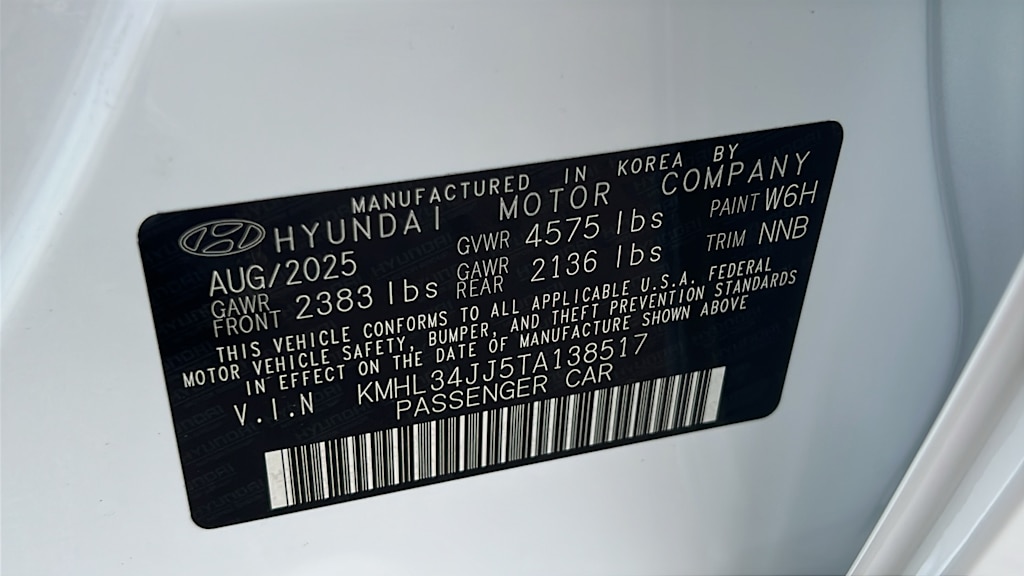 MANUFACTURED IN KOREA BY
HYUNDAI MOTOR COMPANY
AUG/2025 GVWR 4575 lbs PAINT W6H
GAWR FRONT 2383 lbs GAWR REAR 2136 lbs TRIM NNB
THIS VEHICLE CONFORMS TO ALL APPLICABLE U.S.A. FEDERAL
MOTOR VEHICLE SAFETY, BUMPER, AND THEFT PREVENTION STANDARDS
IN EFFECT ON THE DATE OF MANUFACTURE SHOWN ABOVE
V.I.N KMHL34JJ5TA138517
PASSENGER CAR